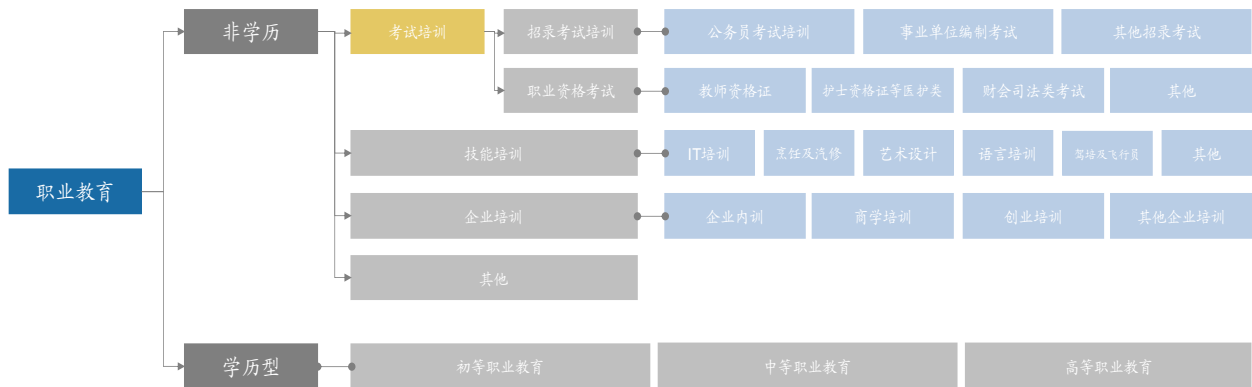 非学历
考试培训
招录考试培训
公务员考试培训
事业单位编制考试
其他招录考试
职业资格考试
教师资格证
护士资格证等医护类
财会司法类考试
其他
技能培训
IT培训
烹饪及汽修
艺术设计
语言培训
驾培及飞行员
其他
职业教育
企业培训
企业内训
商学培训
创业培训
其他企业培训
其他
学历型
初等职业教育
中等职业教育
高等职业教育